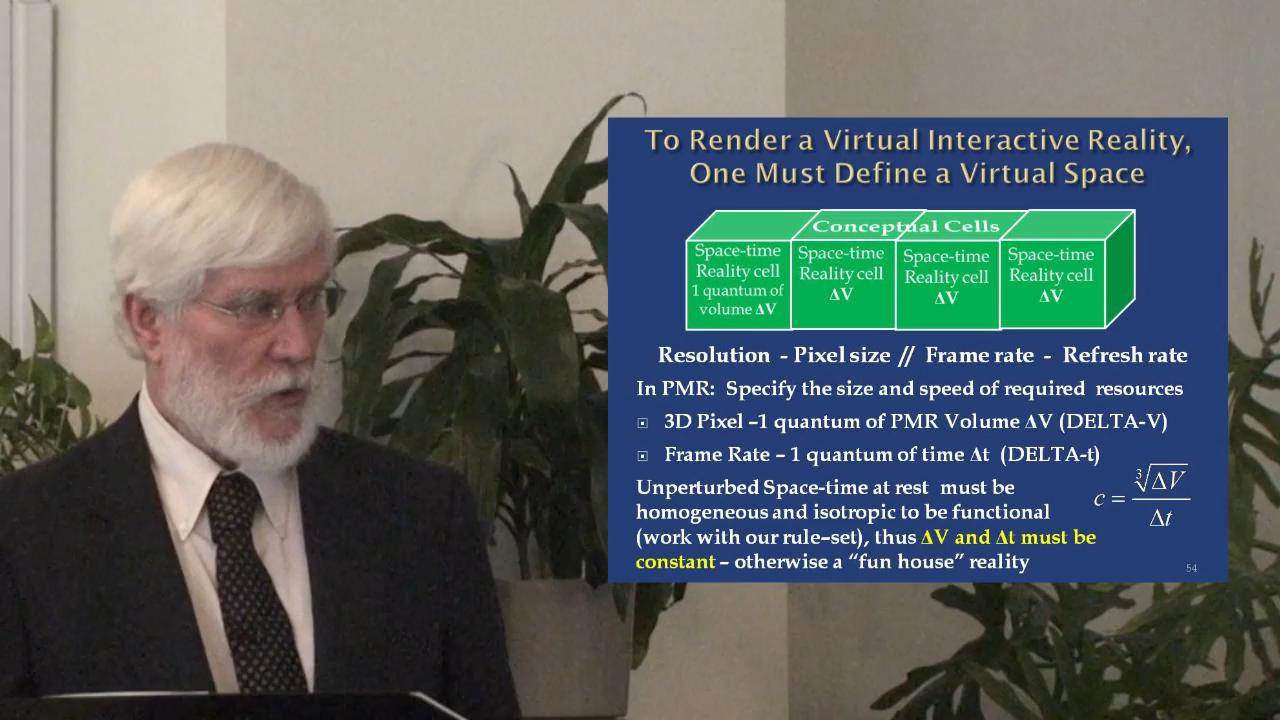 To Render a Virtual Interactive Reality,
One Must Define a Virtual Space
Conceptual Cells
Space-time
Reality cell
1 quantum of
volume ΔV
Space-time
Reality cell
ΔV
Space-time
Reality cell
ΔV
Space-time
Reality cell
ΔV
Resolution - Pixel size // Frame rate - Refresh rate
In PMR: Specify the size and speed of required resources
3D Pixel –1 quantum of PMR Volume ΔV (DELTA-V)
Frame Rate – 1 quantum of time Δt (DELTA-t)
Unperturbed Space-time at rest must be
homogeneous and isotropic to be functional
(work with our rule–set), thus ΔV and Δt must be
constant – otherwise a “fun house” reality
c = ∛ΔV / Δt
54